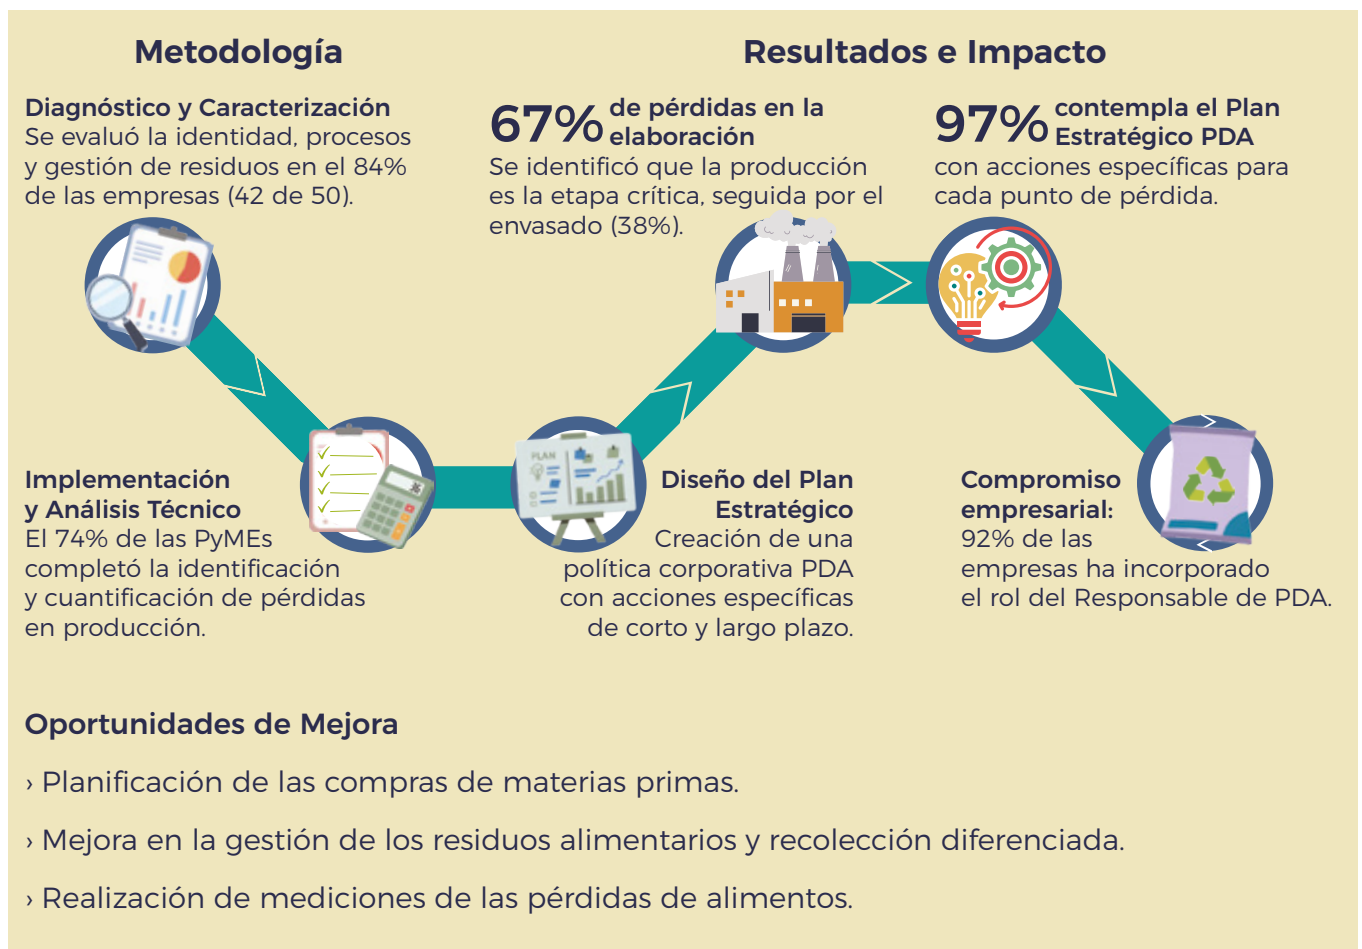 Metodología
Diagnóstico y Caracterización
Se evaluó la identidad, procesos
y gestión de residuos en el 84%
de las empresas (42 de 50).
Implementación
y Análisis Técnico
El 74% de las PyMEs
completó la identificación
y cuantificación de pérdidas
en producción.
PLAN
Diseño del Plan
Estratégico
Creación de una
política corporativa PDA
con acciones específicas
de corto y largo plazo.
Resultados e Impacto
67% de pérdidas en la
elaboración
Se identificó que la producción
es la etapa crítica, seguida por el
envasado (38%).
97% contempla el Plan
Estratégico PDA
con acciones específicas para
cada punto de pérdida.
Compromiso
empresarial:
92% de las
empresas ha incorporado
el rol del Responsable de PDA.
Oportunidades de Mejora
› Planificación de las compras de materias primas.
› Mejora en la gestión de los residuos alimentarios y recolección diferenciada.
› Realización de mediciones de las pérdidas de alimentos.